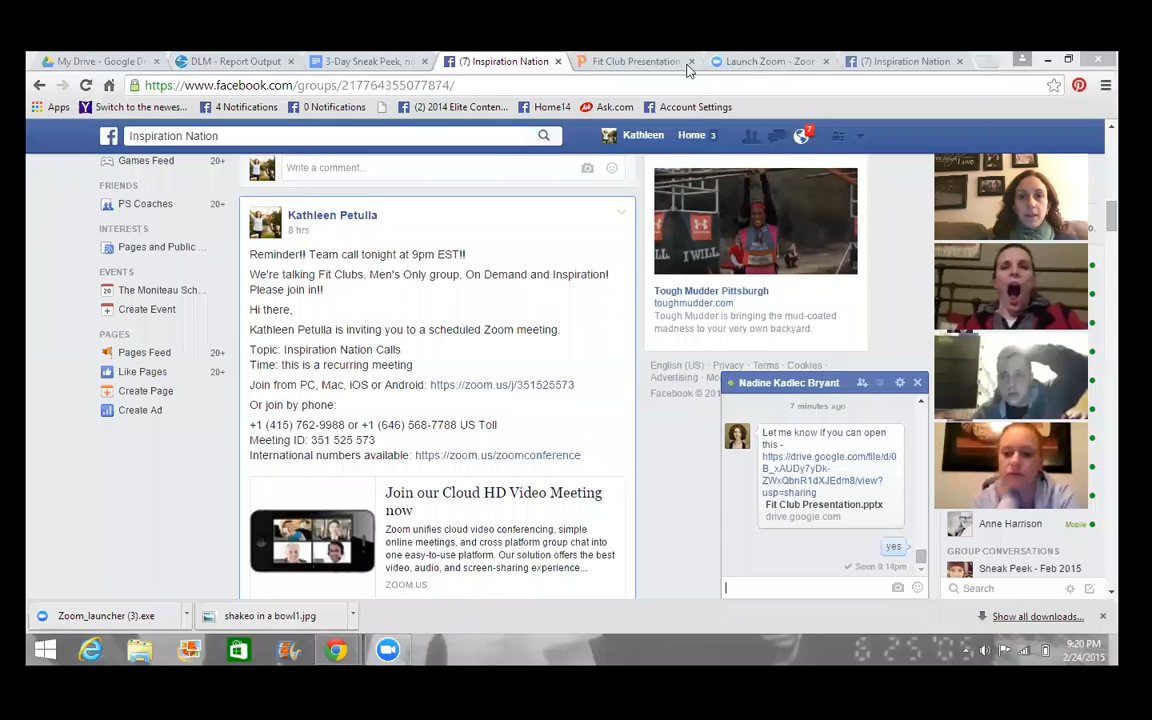 My Drive - Google D
DLM - Report Output
3-Day Sneak Peek, no
(7) Inspiration Nation
Fit Club Presentation
Launch Zoom - Zoor
(7) Inspiration Nation
https://www.facebook.com/groups/217764355077874/
Apps
Switch to the newes...
4 Notifications
0 Notifications
(2) 2014 Elite Conten...
Home14
Ask.com
Account Settings
Inspiration Nation
Kathleen
Home 3
7
Games Feed 20+
FRIENDS
PS Coaches 20+
INTERESTS
Pages and Public ...
EVENTS
20 The Moniteau Sch...
Create Event
PAGES
Pages Feed 20+
Like Pages 20+
Create Page
Create Ad
Write a comment...
Kathleen Petulla
8 hrs
Reminder!! Team call tonight at 9pm EST!!
We're talking Fit Clubs, Men's Only group, On Demand and Inspiration!
Please join in!!
Hi there,
Kathleen Petulla is inviting you to a scheduled Zoom meeting.
Topic: Inspiration Nation Calls
Time: this is a recurring meeting
Join from PC, Mac, iOS or Android: https://zoom.us/j/351525573
Or join by phone:
+1 (415) 762-9988 or +1 (646) 568-7788 US Toll
Meeting ID: 351 525 573
International numbers available: https://zoom.us/zoomconference
Join our Cloud HD Video Meeting
now
Zoom unifies cloud video conferencing, simple
online meetings, and cross platform group chat into
one easy-to-use platform. Our solution offers the best
video, audio, and screen-sharing experience...
ZOOM.US
I WILL
Tough Mudder Pittsburgh
toughmudder.com
Tough Mudder is bringing the mud-coated
madness to your very own backyard.
English (US) · Privacy · Terms · Cookies ·
Advertising · Mo
Facebook © 201
Nadine Kadlec Bryant
7 minutes ago
Let me know if you can open
this -
https://drive.google.com/file/d/0
B_xAUDy7yDk-
ZWxQbnR1dXJEdm8/view?
usp=sharing
Fit Club Presentation.pptx
drive.google.com
yes
Seen 9:14pm
Anne Harrison
Mobile
GROUP CONVERSATIONS
Sneak Peek - Feb 2015
Search
Zoom_launcher (3).exe
shakeo in a bowl1.jpg
Show all downloads...
9:20 PM
2/24/2015